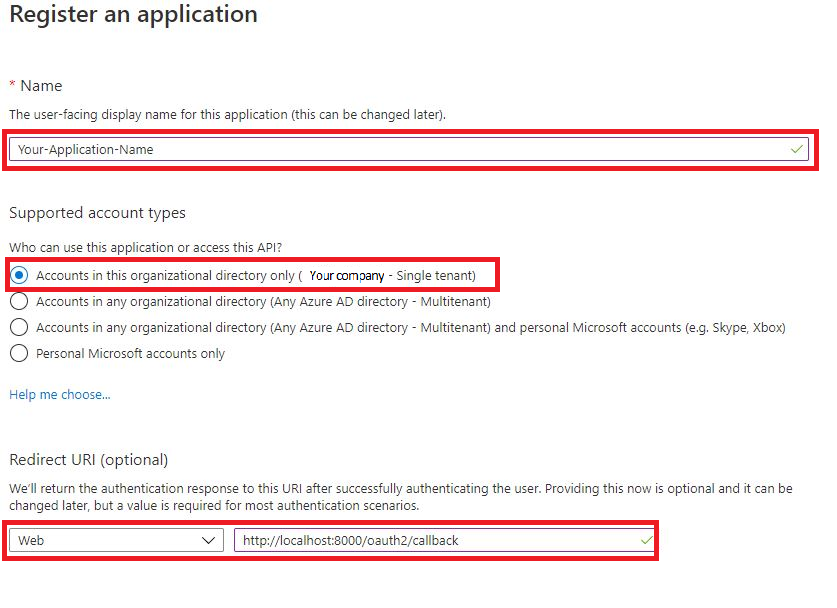 Register an application
* Name
The user-facing display name for this application (this can be changed later).
Your-Application-Name
Supported account types
Who can use this application or access this API?
Accounts in this organizational directory only ( Your company - Single tenant)
Accounts in any organizational directory (Any Azure AD directory - Multitenant)
Accounts in any organizational directory (Any Azure AD directory - Multitenant) and personal Microsoft accounts (e.g. Skype, Xbox)
Personal Microsoft accounts only
Help me choose...
Redirect URI (optional)
We'll return the authentication response to this URI after successfully authenticating the user. Providing this now is optional and it can be
changed later, but a value is required for most authentication scenarios.
Web http://localhost:8000/oauth2/callback